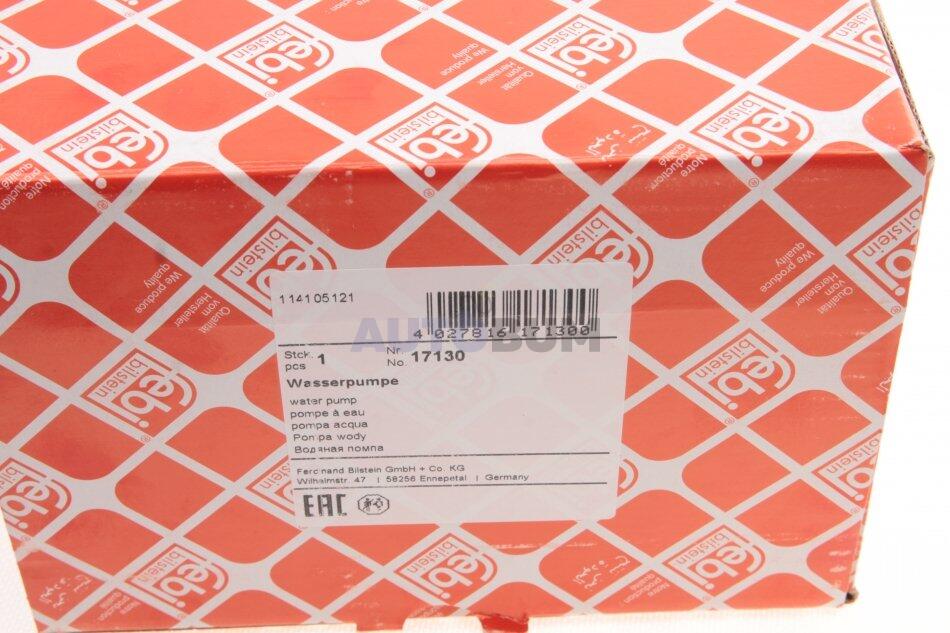 febi
bilstein
We produce
quality
Qualität
vom
Hersteller
Notre
production:
114105121
4 027816 171300
AUTOBUM
Stck.
pcs 1
Nr.
No. 17130
Wasserpumpe
water pump
pompe à eau
pompa acqua
Pompa wody
Водяная помпа
Ferdinand Bilstein GmbH + Co. KG
Wilhelmstr. 47 | 58256 Ennepetal | Germany
EAC